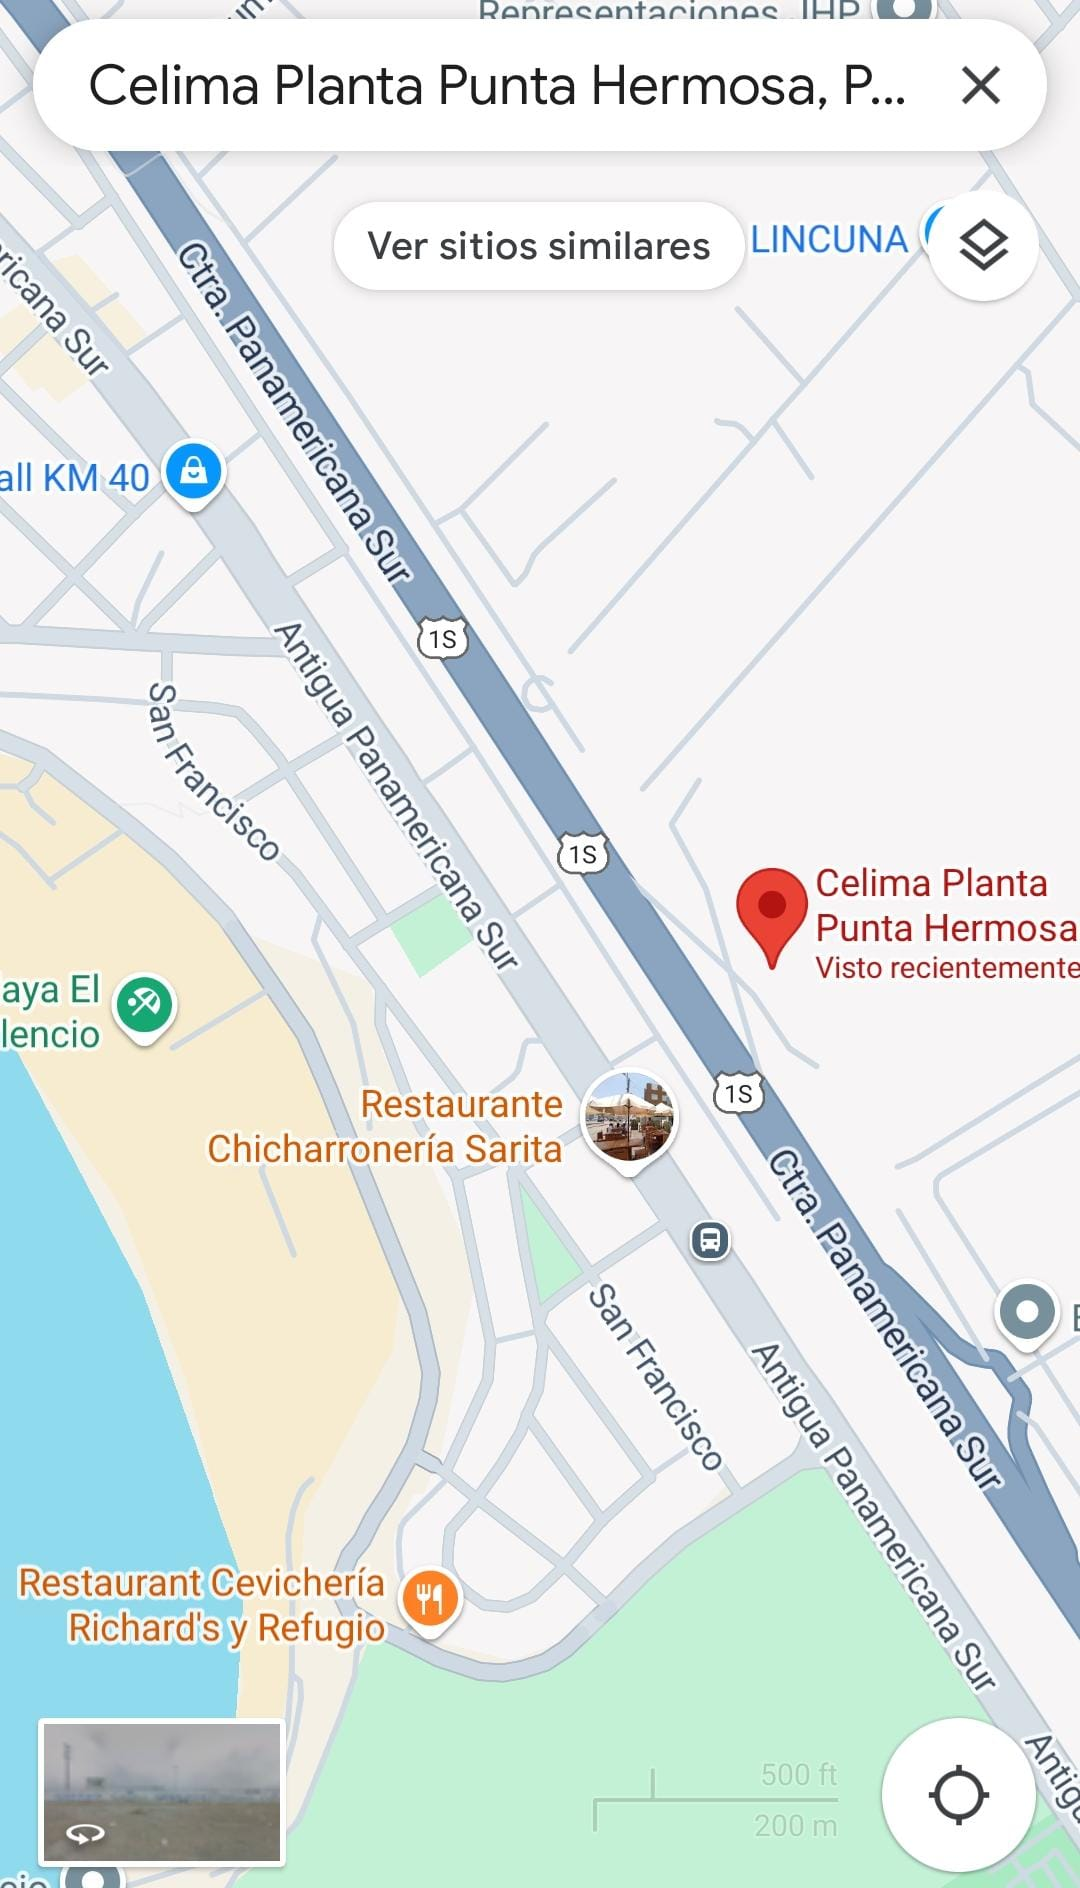 Representaciones JHP
Celima Planta Punta Hermosa, P...
Ver sitios similares
LINCUNA
ricana Sur
Ctra. Panamericana Sur
all KM 40
1S
Antigua Panamericana Sur
San Francisco
1S
Celima Planta
Punta Hermosa
Visto recientemente
aya El
lencio
1S
Restaurante
Chicharronería Sarita
Ctra. Panamericana Sur
San Francisco
Antigua Panamericana Sur
Restaurant Cevichería
Richard's y Refugio
500 ft
200 m
Antigu